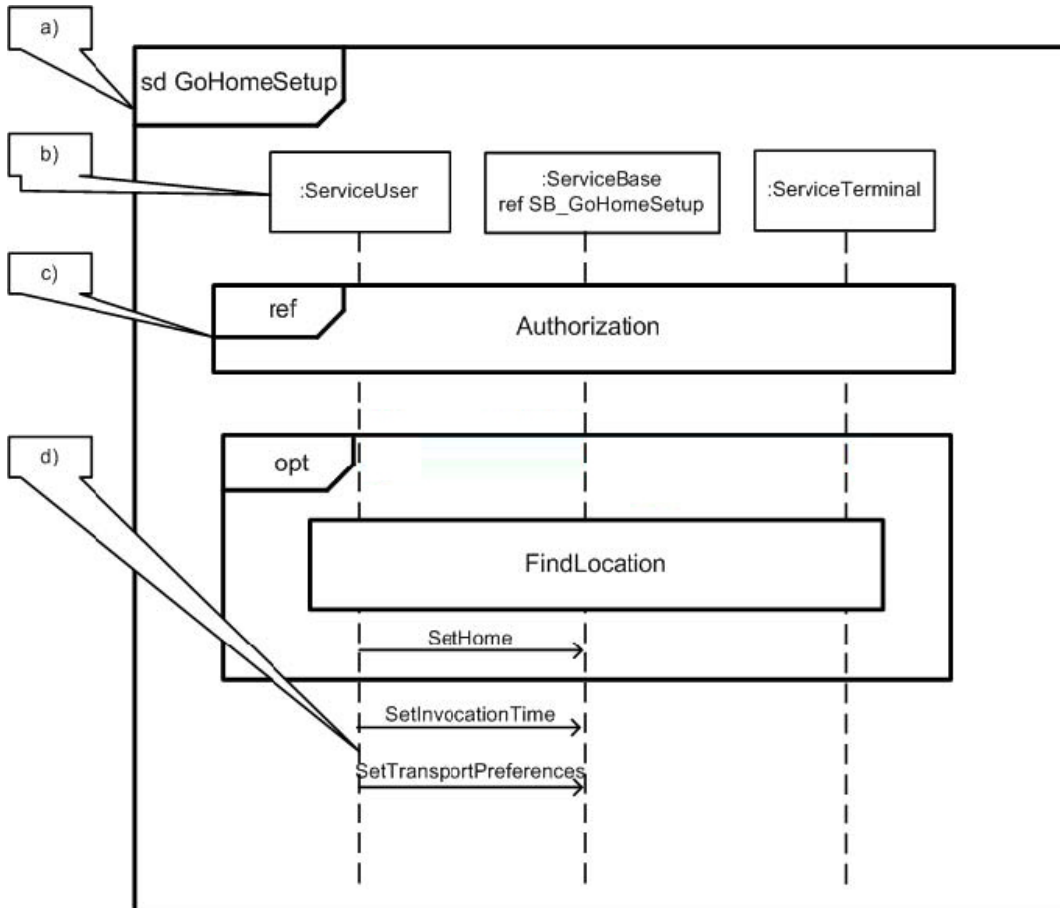 a)
sd GoHomeSetup
b)
:ServiceUser
:ServiceBase
ref SB_GoHomeSetup
:ServiceTerminal
c)
ref
Authorization
d)
opt
FindLocation
SetHome
SetInvocationTime
SetTransportPreferences